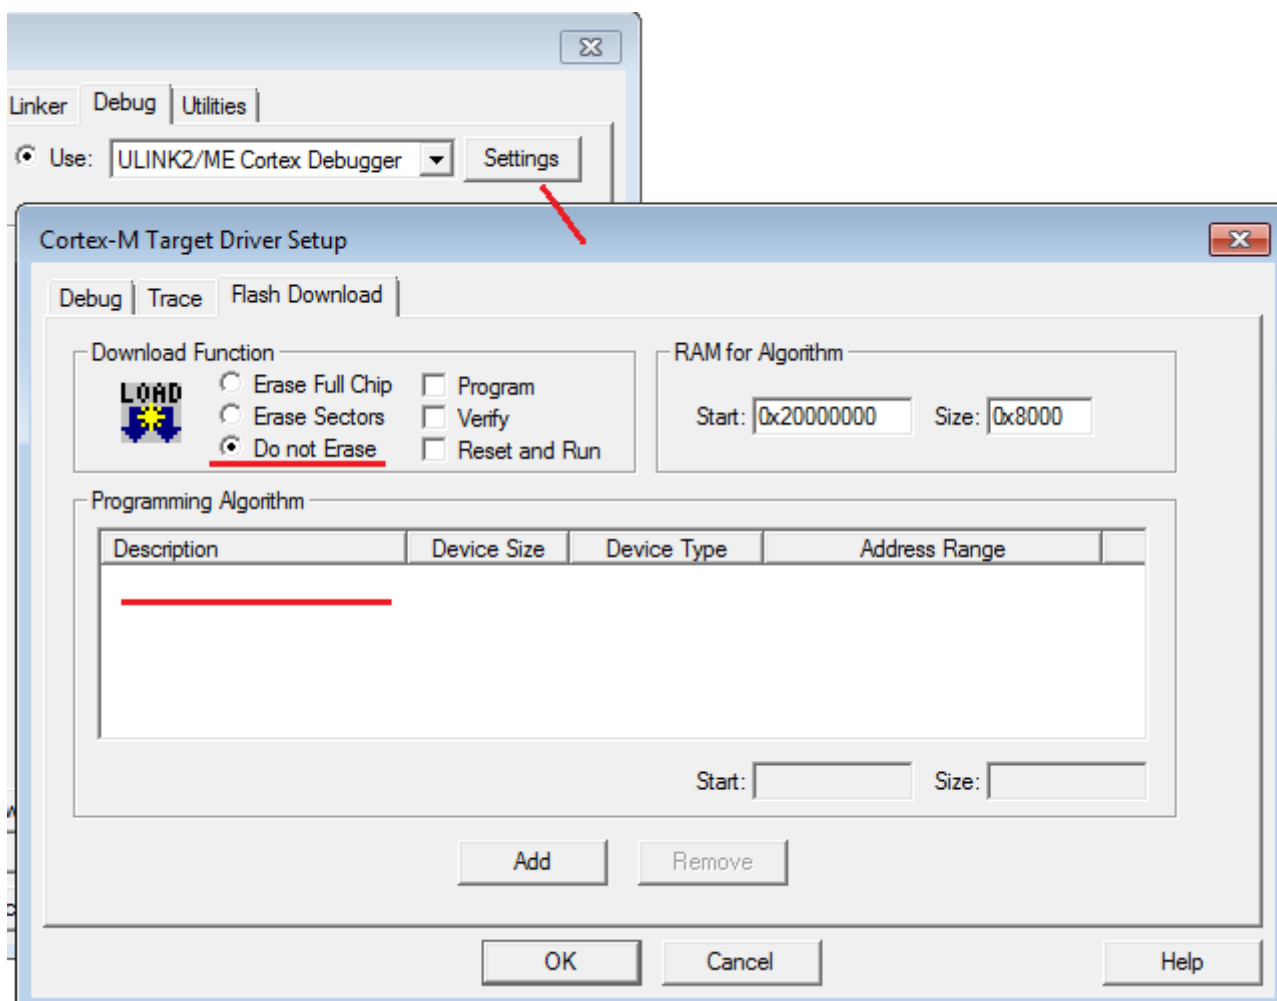 Linker Debug Utilities
Use: ULINK2/ME Cortex Debugger Settings
Cortex-M Target Driver Setup
Debug Trace Flash Download
Download Function
LOAD
Erase Full Chip
Erase Sectors
Do not Erase
Program
Verify
Reset and Run
RAM for Algorithm
Start: 0x20000000 Size: 0x8000
Programming Algorithm
Description Device Size Device Type Address Range
Start: Size:
Add Remove
OK Cancel Help